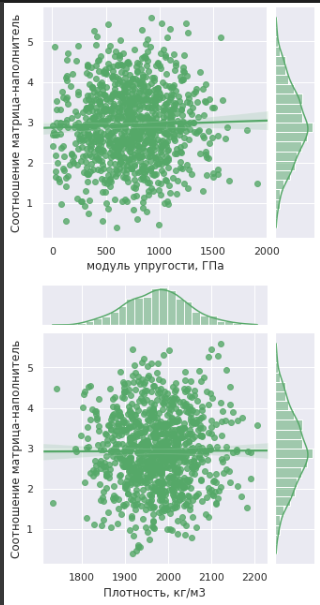 Соотношение матрица-наполнитель
5
4
3
2
1
0 500 1000 1500 2000
модуль упругости, ГПа
Соотношение матрица-наполнитель
5
4
3
2
1
1800 1900 2000 2100 2200
Плотность, кг/м3